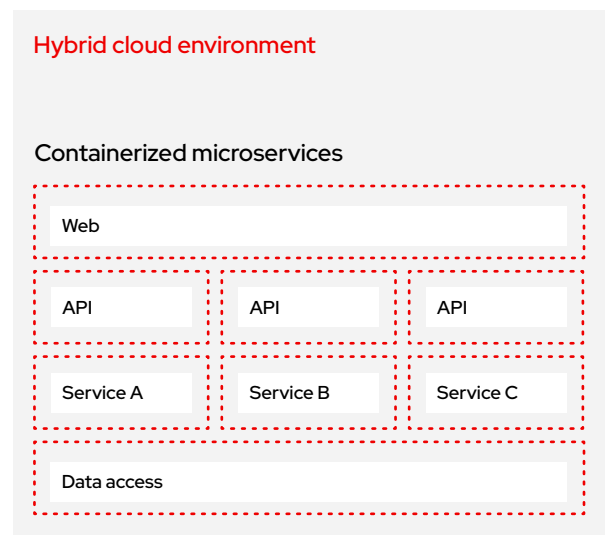 Hybrid cloud environment
Containerized microservices
Web
API API API
Service A Service B Service C
Data access